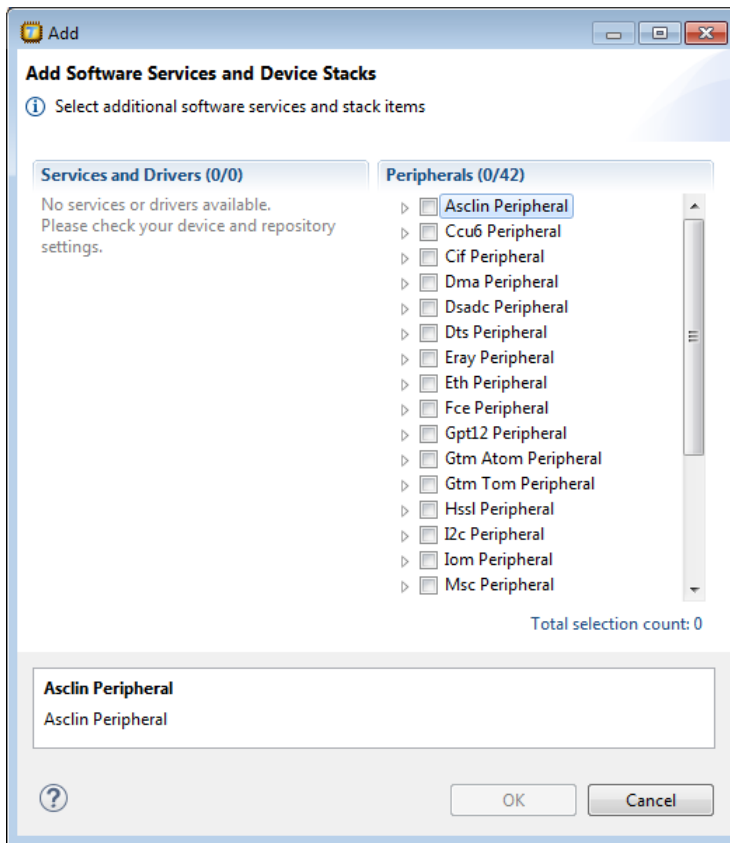 Add
Add Software Services and Device Stacks
Select additional software services and stack items
Services and Drivers (0/0)
No services or drivers available.
Please check your device and repository
settings.
Peripherals (0/42)
Asclin Peripheral
Ccu6 Peripheral
Cif Peripheral
Dma Peripheral
Dsadc Peripheral
Dts Peripheral
Eray Peripheral
Eth Peripheral
Fce Peripheral
Gpt12 Peripheral
Gtm Atom Peripheral
Gtm Tom Peripheral
Hssl Peripheral
I2c Peripheral
Iom Peripheral
Msc Peripheral
Total selection count: 0
Asclin Peripheral
Asclin Peripheral
OK
Cancel